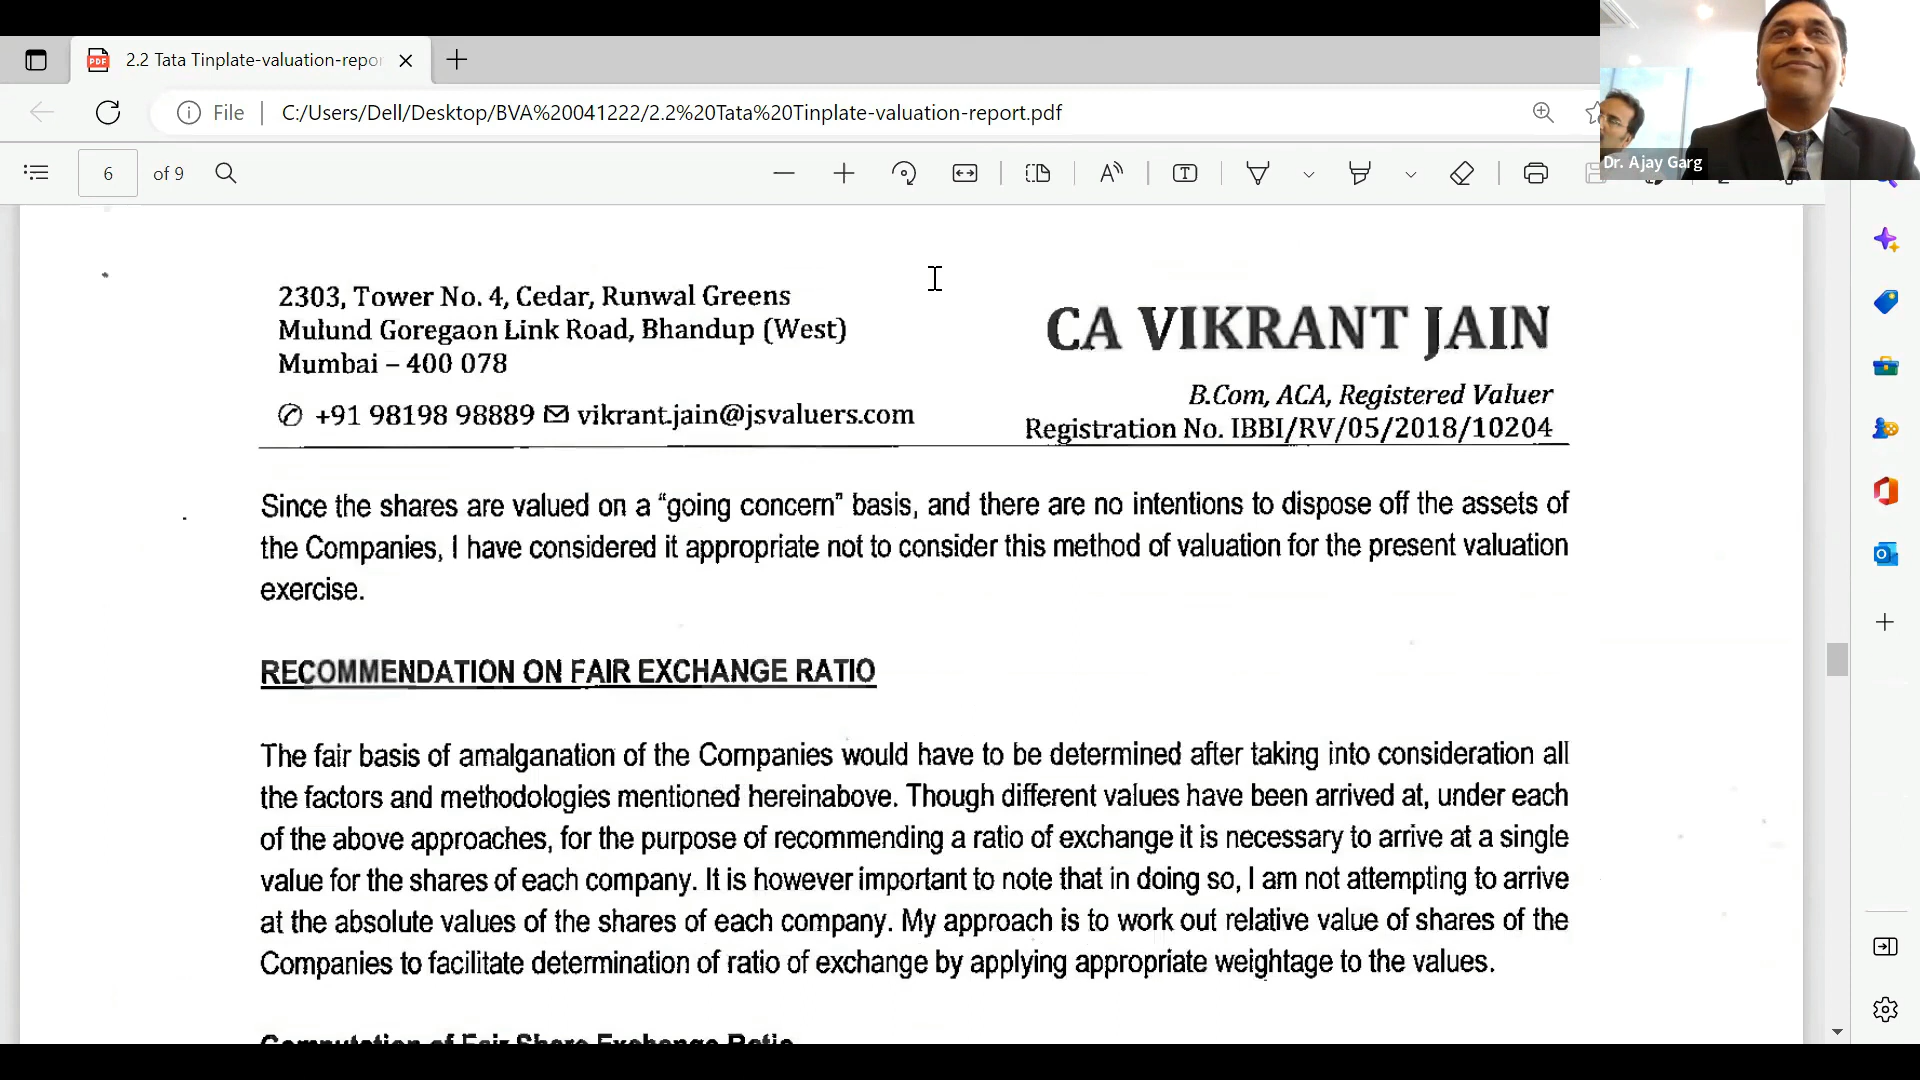 2.2 Tata Tinplate-valuation-repor
File
C:/Users/Dell/Desktop/BVA%20041222/2.2%20Tata%20Tinplate-valuation-report.pdf
6 of 9
Dr. Ajay Garg
2303, Tower No. 4, Cedar, Runwal Greens
Mulund Goregaon Link Road, Bhandup (West)
Mumbai – 400 078
+91 98198 98889 vikrant.jain@jsvaluers.com
CA VIKRANT JAIN
B.Com, ACA, Registered Valuer
Registration No. IBBI/RV/05/2018/10204
Since the shares are valued on a “going concern” basis, and there are no intentions to dispose off the assets of
the Companies, I have considered it appropriate not to consider this method of valuation for the present valuation
exercise.
RECOMMENDATION ON FAIR EXCHANGE RATIO
The fair basis of amalganation of the Companies would have to be determined after taking into consideration all
the factors and methodologies mentioned hereinabove. Though different values have been arrived at, under each
of the above approaches, for the purpose of recommending a ratio of exchange it is necessary to arrive at a single
value for the shares of each company. It is however important to note that in doing so, I am not attempting to arrive
at the absolute values of the shares of each company. My approach is to work out relative value of shares of the
Companies to facilitate determination of ratio of exchange by applying appropriate weightage to the values.
Computation of Fair Share Exchange Ratio